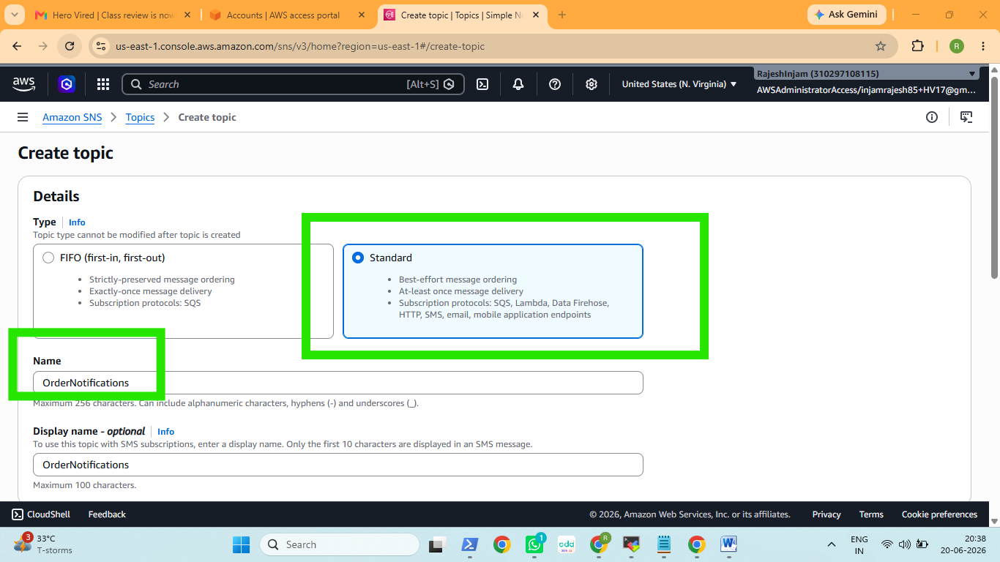 Hero Vired | Class review is now
Accounts | AWS access portal
Create topic | Topics | Simple N
Ask Gemini
us-east-1.console.aws.amazon.com/sns/v3/home?region=us-east-1#/create-topic
R
aws
Search
[Alt+S]
United States (N. Virginia)
RajeshInjam (310297108115)
AWSAdministratorAccess/injamrajesh85+HV17@gm...
Amazon SNS
Topics
Create topic
Create topic
Details
Type
Info
Topic type cannot be modified after topic is created
FIFO (first-in, first-out)
• Strictly-preserved message ordering
• Exactly-once message delivery
• Subscription protocols: SQS
Standard
• Best-effort message ordering
• At-least once message delivery
• Subscription protocols: SQS, Lambda, Data Firehose,
HTTP, SMS, email, mobile application endpoints
Name
OrderNotifications
Maximum 256 characters. Can include alphanumeric characters, hyphens (-) and underscores (_).
Display name - optional
Info
To use this topic with SMS subscriptions, enter a display name. Only the first 10 characters are displayed in an SMS message.
OrderNotifications
Maximum 100 characters.
CloudShell
Feedback
© 2026, Amazon Web Services, Inc. or its affiliates.
Privacy
Terms
Cookie preferences
3
33°C
T-storms
Search
1
R
ENG
IN
20:38
20-06-2026